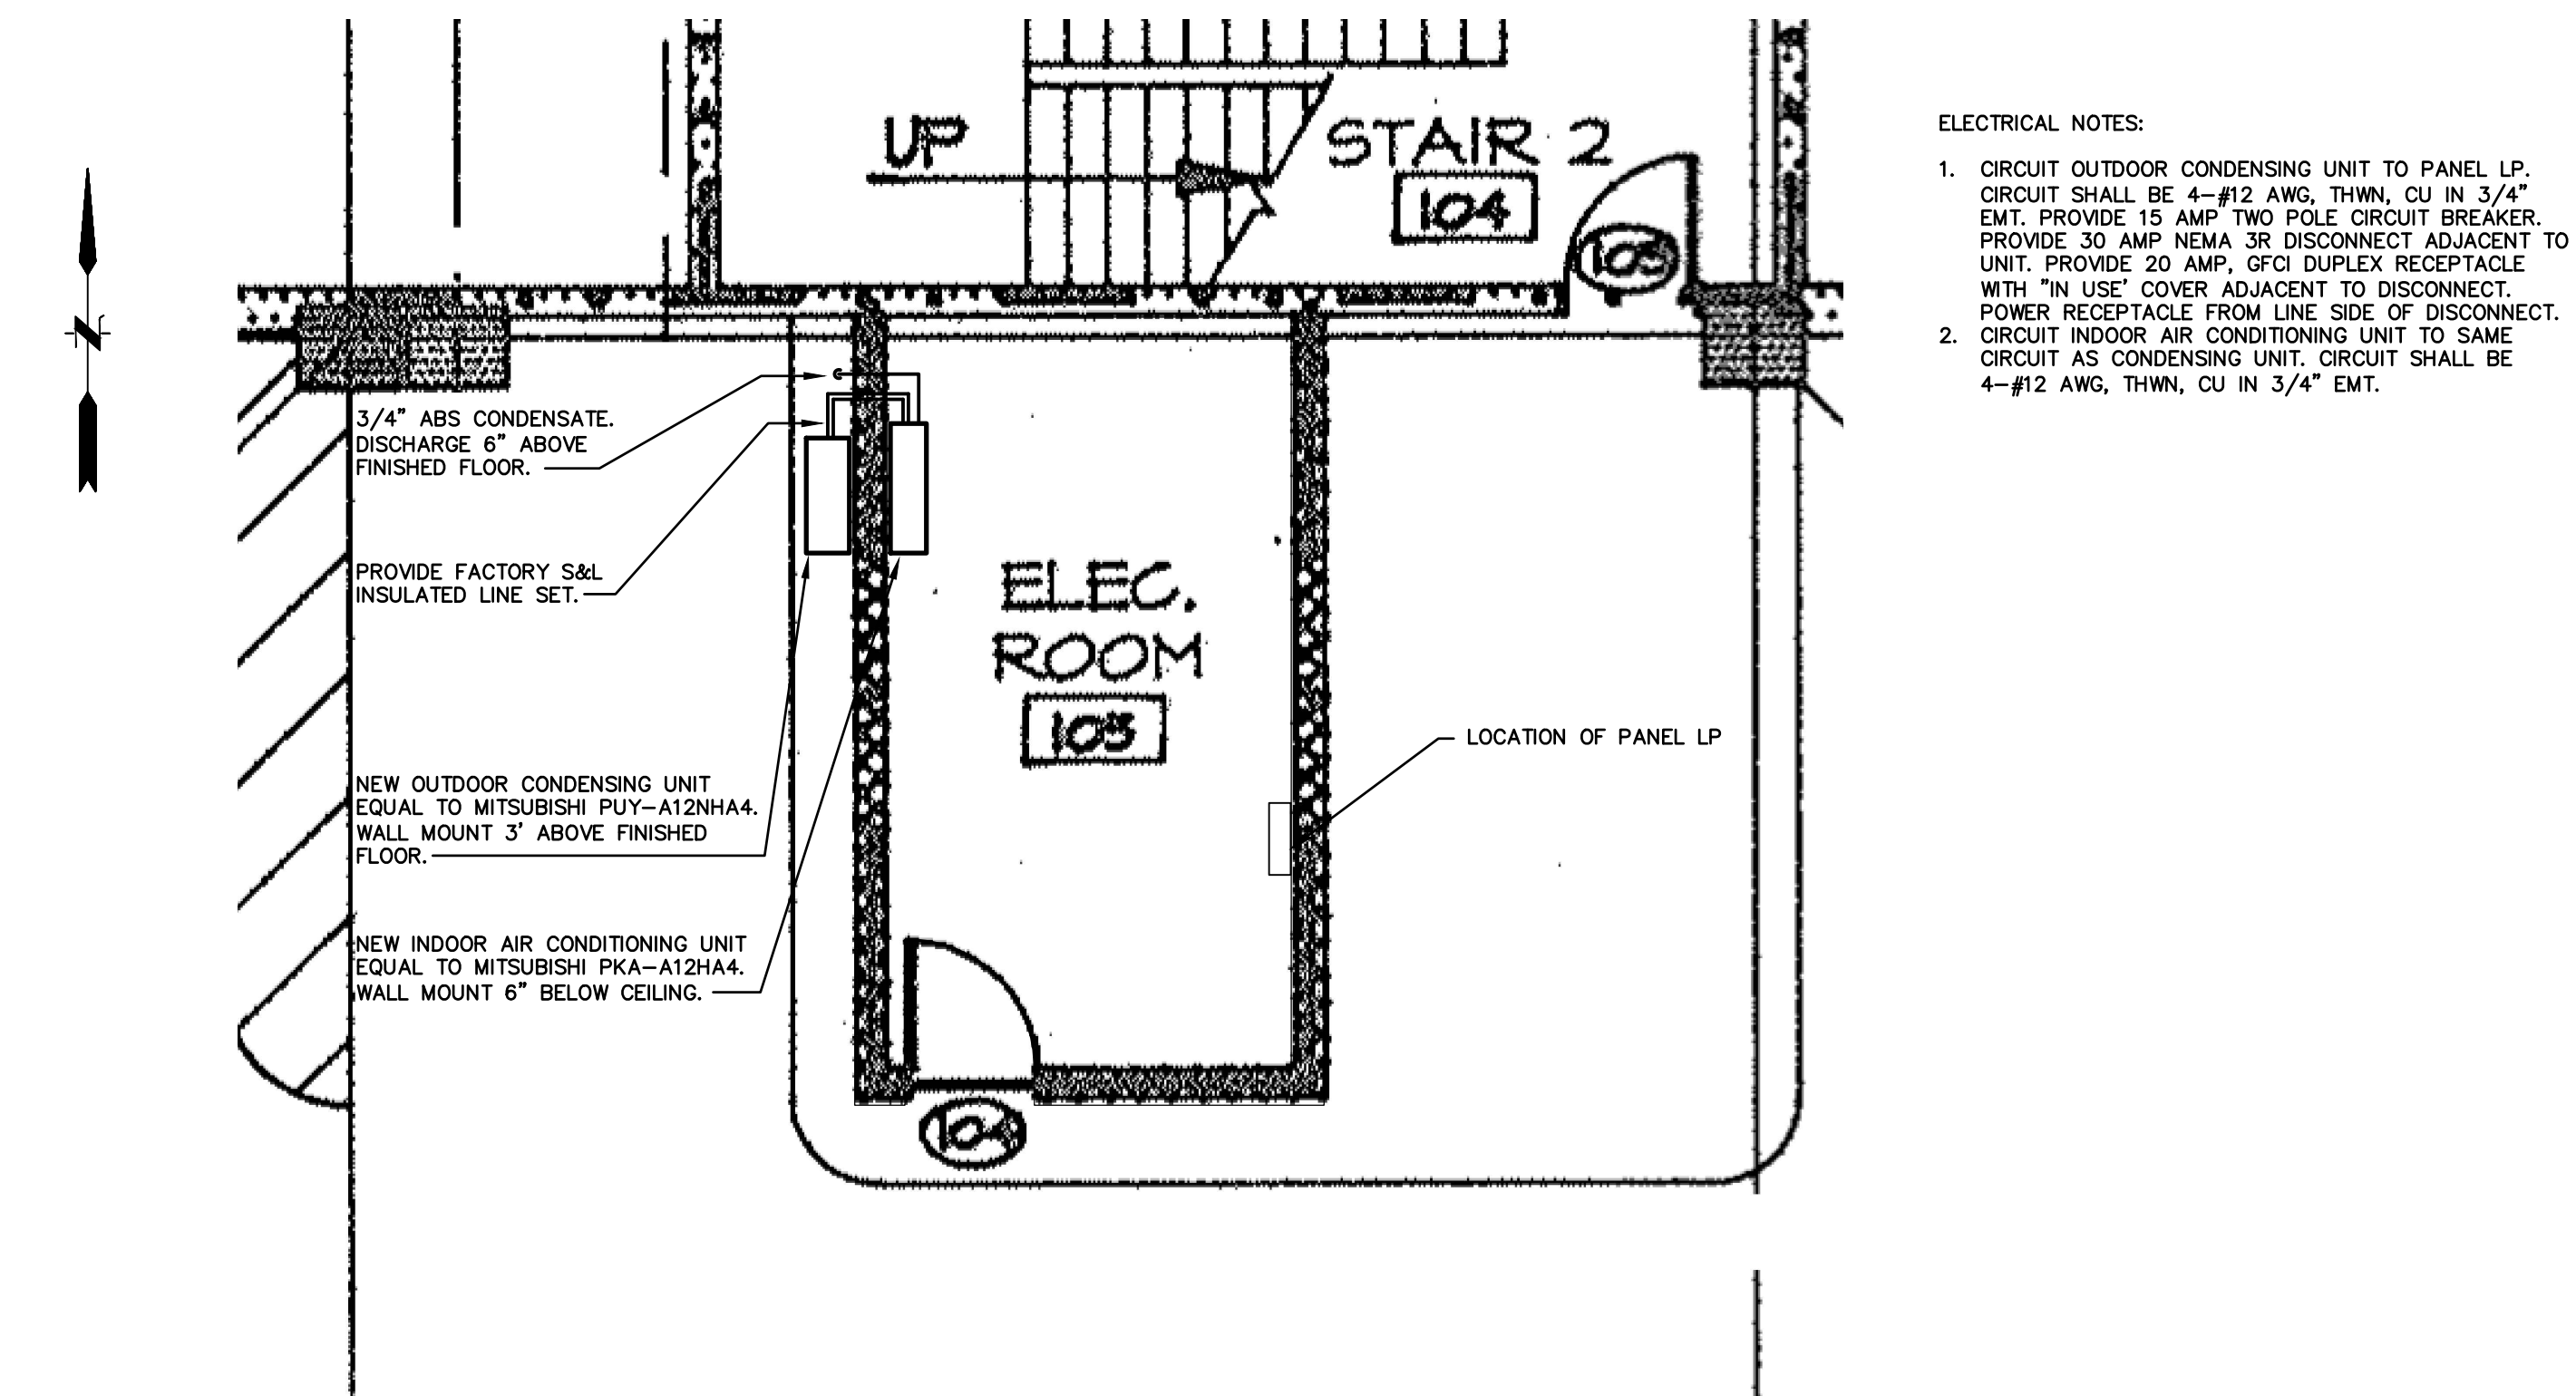 UP
STAIR 2
104
105
ELECTRICAL NOTES:
1. CIRCUIT OUTDOOR CONDENSING UNIT TO PANEL LP.
CIRCUIT SHALL BE 4-#12 AWG, THWN, CU IN 3/4"
EMT. PROVIDE 15 AMP TWO POLE CIRCUIT BREAKER.
PROVIDE 30 AMP NEMA 3R DISCONNECT ADJACENT TO
UNIT. PROVIDE 20 AMP, GFCI DUPLEX RECEPTACLE
WITH "IN USE' COVER ADJACENT TO DISCONNECT.
POWER RECEPTACLE FROM LINE SIDE OF DISCONNECT.
2. CIRCUIT INDOOR AIR CONDITIONING UNIT TO SAME
CIRCUIT AS CONDENSING UNIT. CIRCUIT SHALL BE
4-#12 AWG, THWN, CU IN 3/4" EMT.
N
3/4" ABS CONDENSATE.
DISCHARGE 6" ABOVE
FINISHED FLOOR.
PROVIDE FACTORY S&L
INSULATED LINE SET.
ELEC.
ROOM
103
LOCATION OF PANEL LP
NEW OUTDOOR CONDENSING UNIT
EQUAL TO MITSUBISHI PUY-A12NHA4.
WALL MOUNT 3' ABOVE FINISHED
FLOOR.
NEW INDOOR AIR CONDITIONING UNIT
EQUAL TO MITSUBISHI PKA-A12HA4.
WALL MOUNT 6" BELOW CEILING.
104